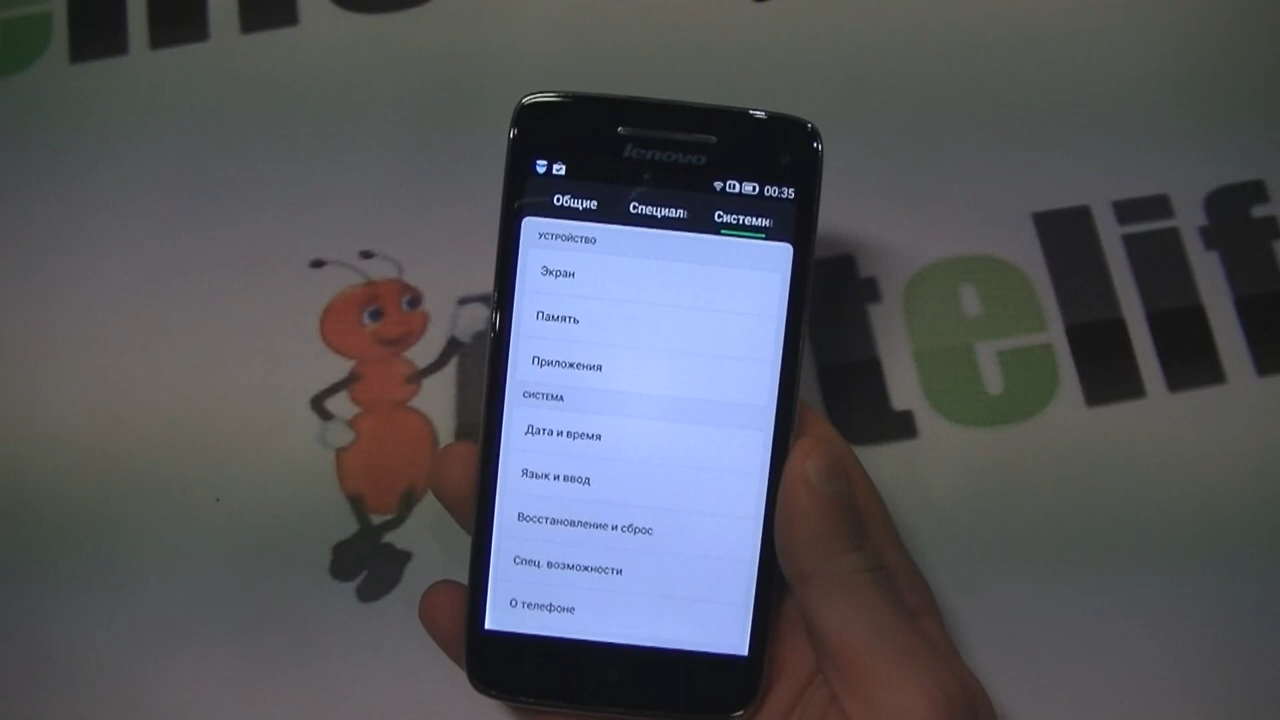 lenovo
00:35
Общие Специал Системн
УСТРОЙСТВО
Экран
Память
Приложения
СИСТЕМА
Дата и время
Язык и ввод
Восстановление и сброс
Спец. возможности
О телефоне